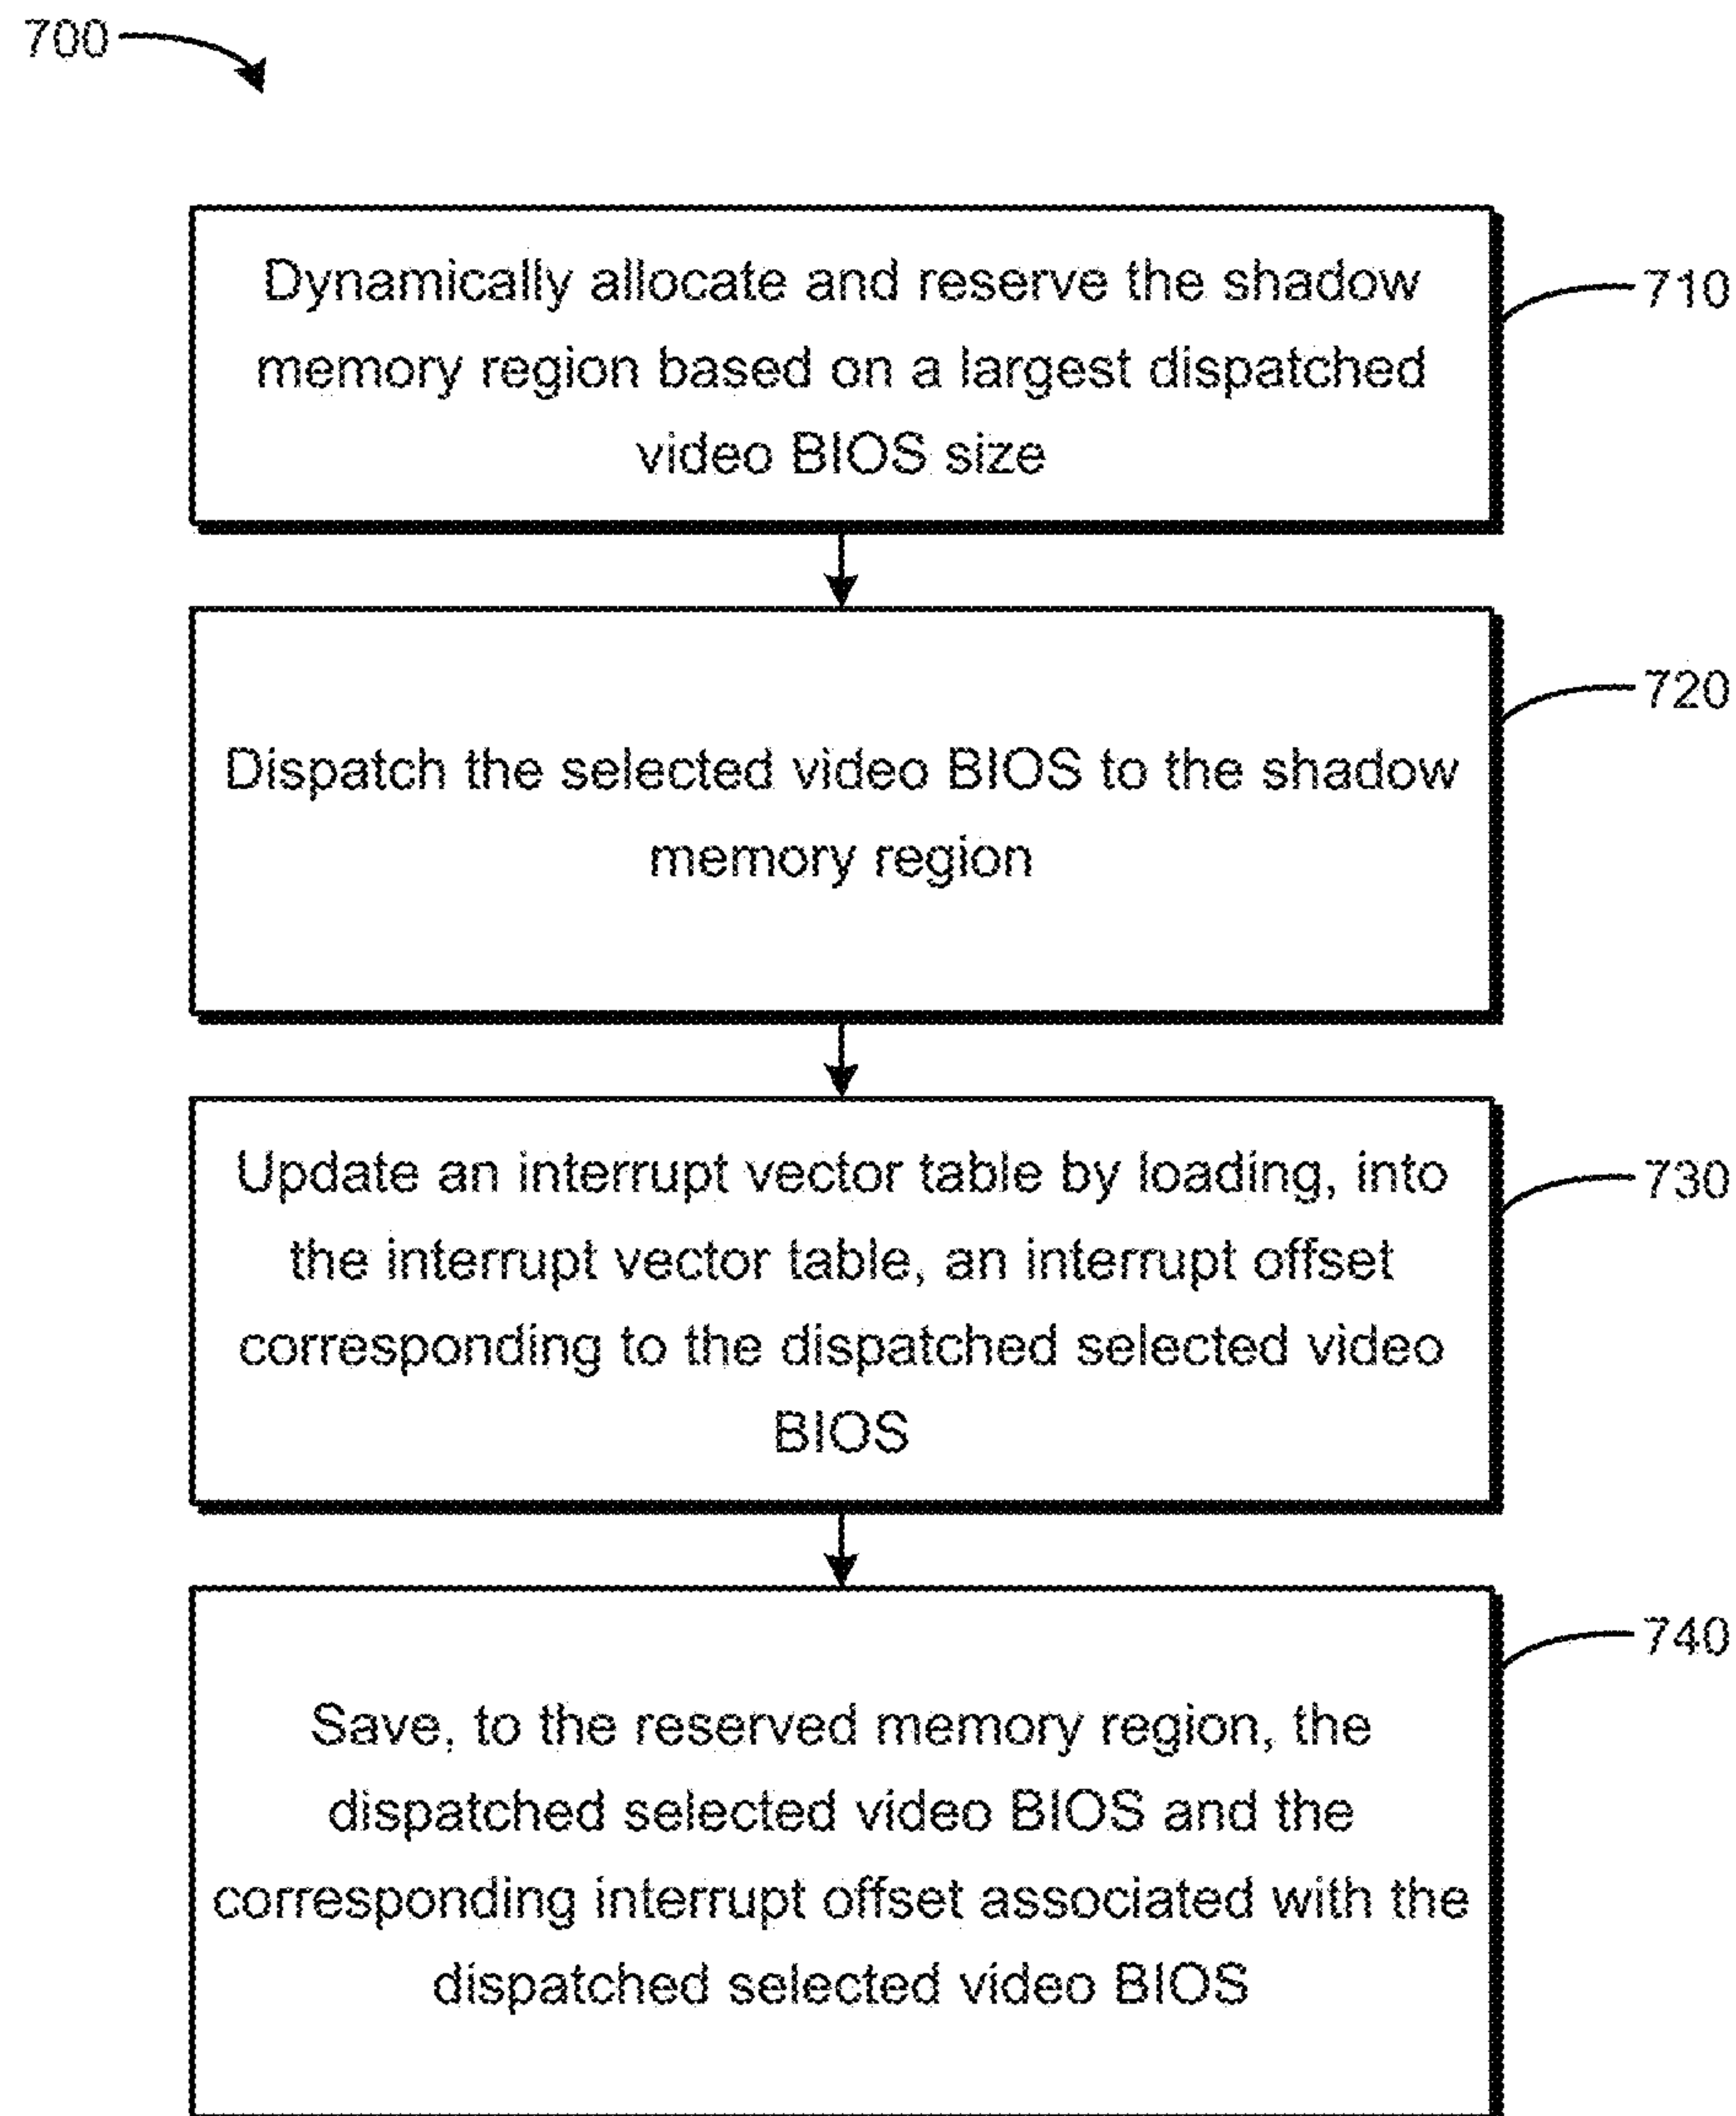 700
Dynamically allocate and reserve the shadow
memory region based on a largest dispatched
video BIOS size
710
Dispatch the selected video BIOS to the shadow
memory region
720
Update an interrupt vector table by loading, into
the interrupt vector table, an interrupt offset
corresponding to the dispatched selected video
BIOS
730
Save, to the reserved memory region, the
dispatched selected video BIOS and the
corresponding interrupt offset associated with the
dispatched selected video BIOS
740